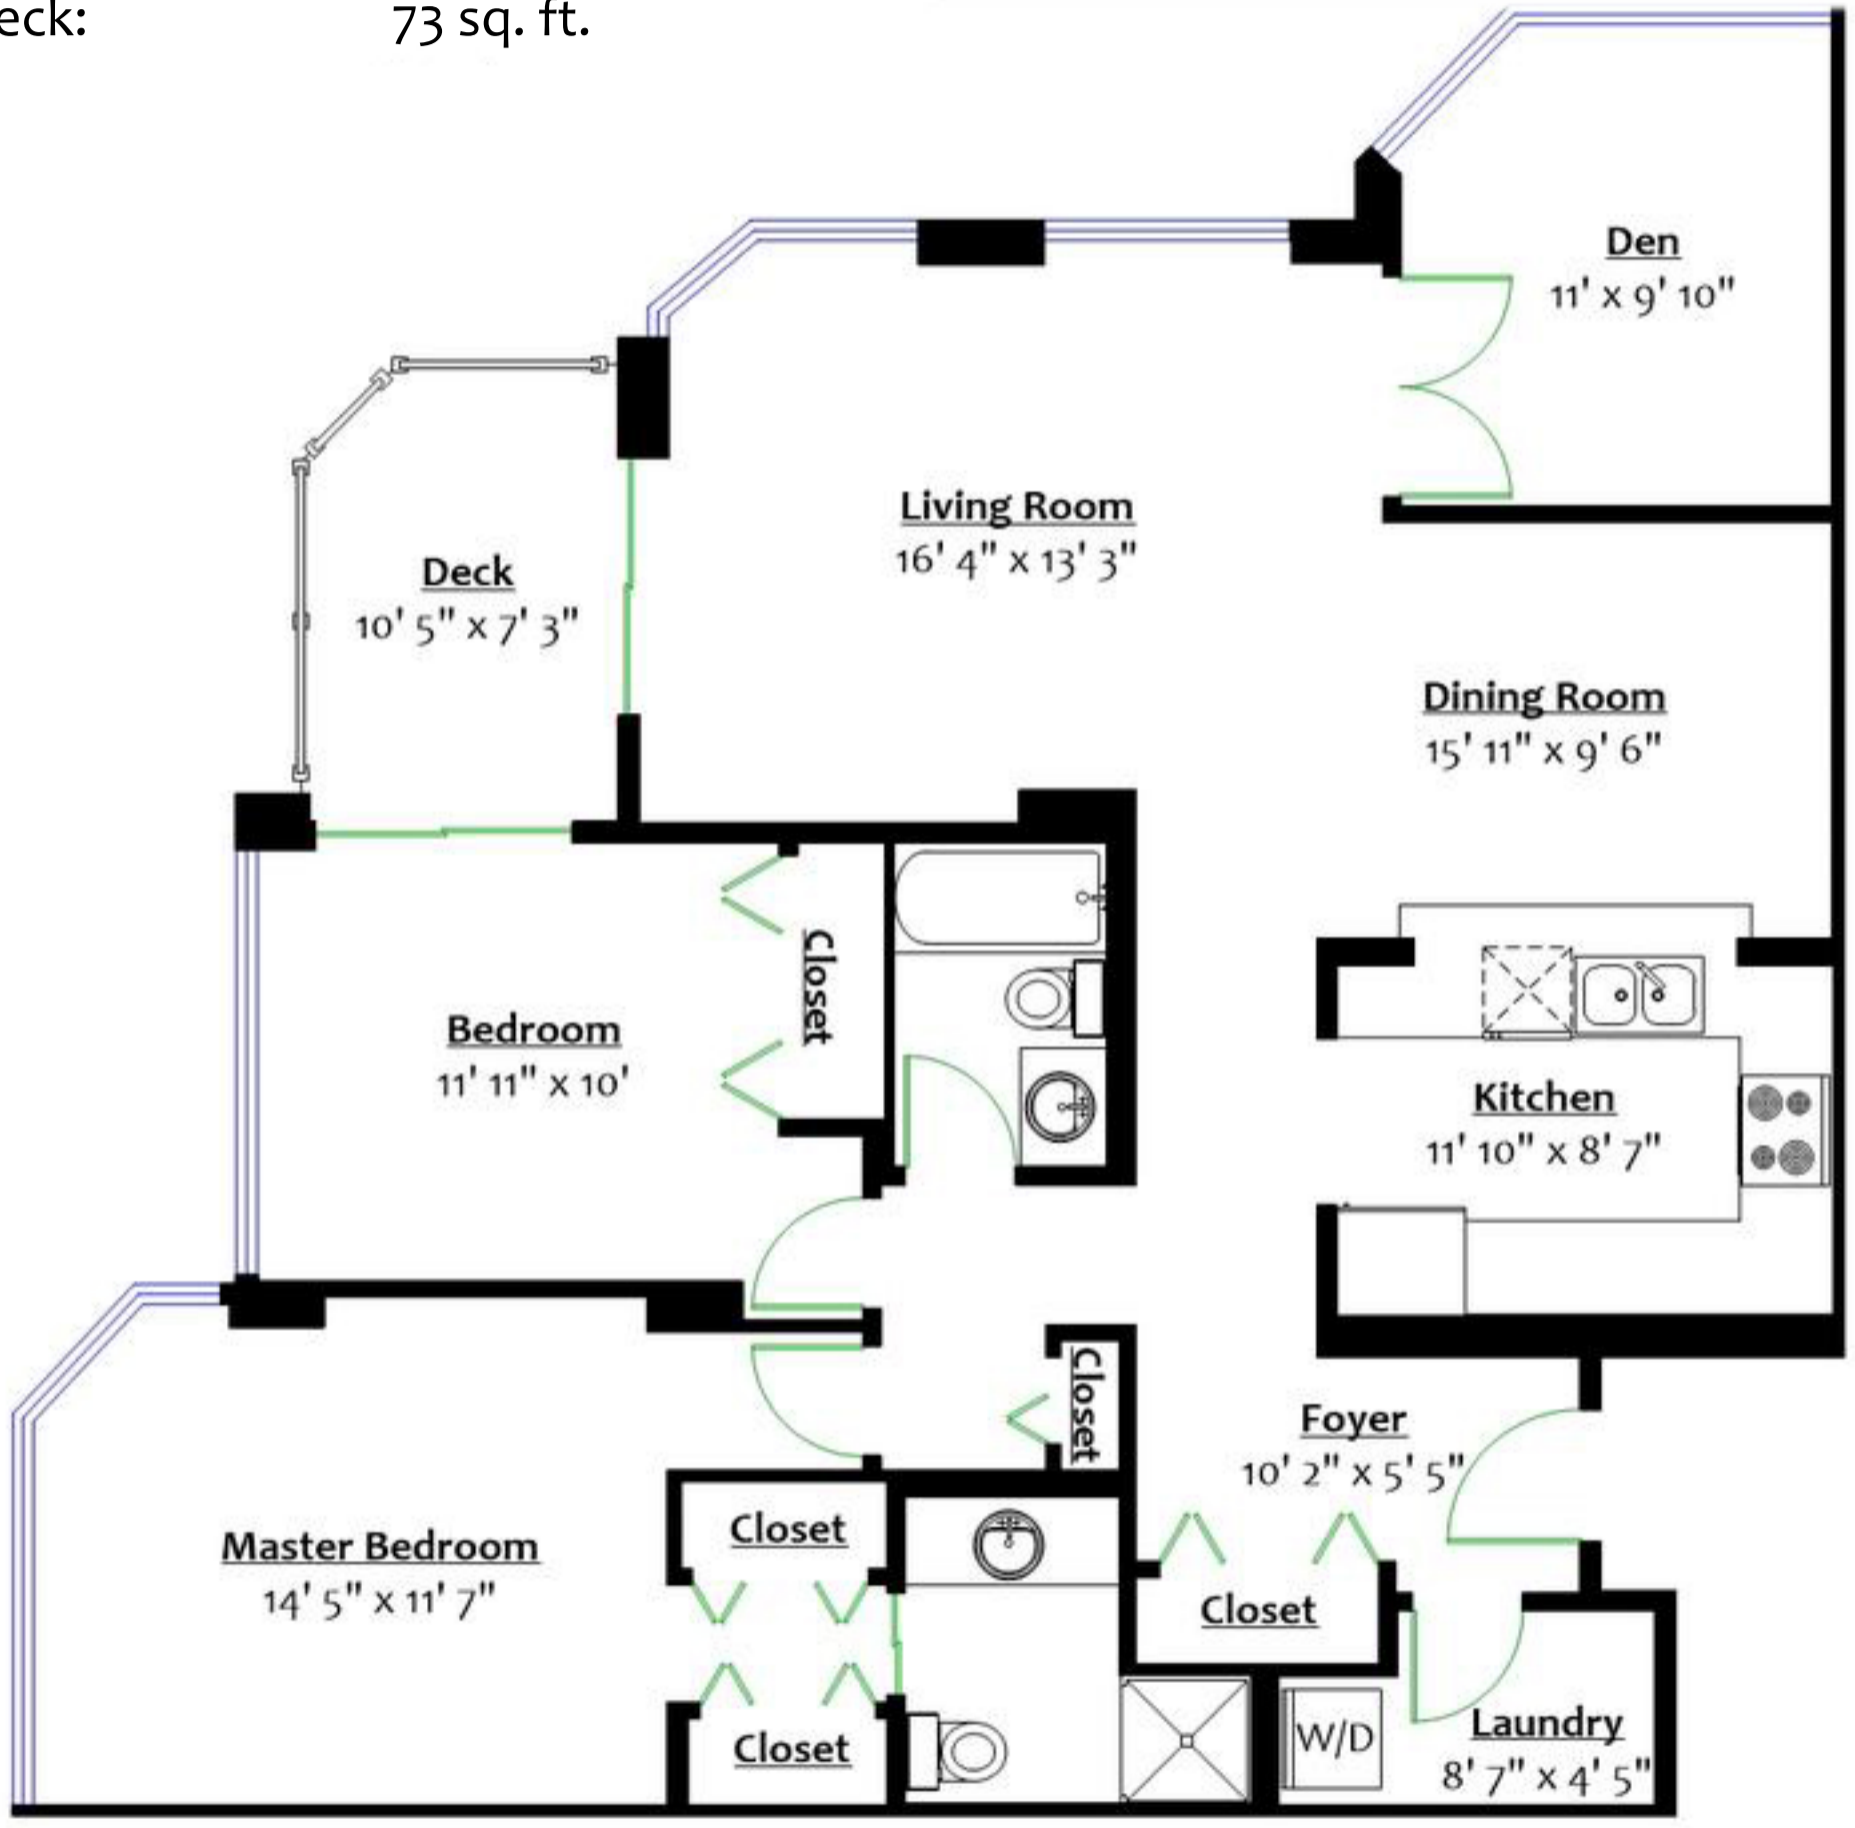 eck: 73 sq. ft.
Den
11' x 9' 10"
Living Room
16' 4" x 13' 3"
Deck
10' 5" x 7' 3"
Dining Room
15' 11" x 9' 6"
Closet
Bedroom
11' 11" x 10'
Kitchen
11' 10" x 8' 7"
Closet
Foyer
10' 2" x 5' 5"
Closet
Master Bedroom
14' 5" x 11' 7"
Closet
Closet
W/D
Laundry
8' 7" x 4' 5"